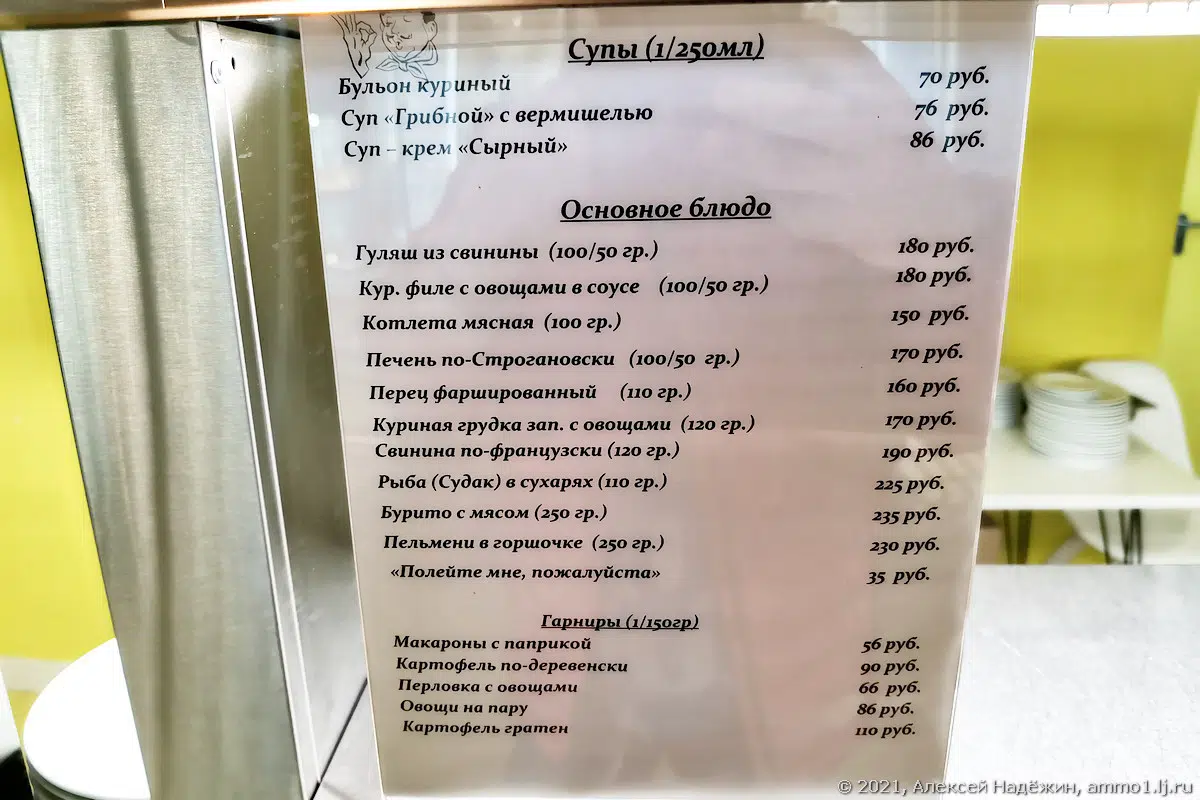 Супы (1/250мл)
Бульон куриный 70 руб.
Суп «Грибной» с вермишелью 76 руб.
Суп – крем «Сырный» 86 руб.
Основное блюдо
Гуляш из свинины (100/50 гр.) 180 руб.
Кур. филе с овощами в соусе (100/50 гр.) 180 руб.
Котлета мясная (100 гр.) 150 руб.
Печень по-Строгановски (100/50 гр.) 170 руб.
Перец фаршированный (110 гр.) 160 руб.
Куриная грудка зап. с овощами (120 гр.) 170 руб.
Свинина по-французски (120 гр.) 190 руб.
Рыба (Судак) в сухарях (110 гр.) 225 руб.
Бурито с мясом (250 гр.) 235 руб.
Пельмени в горшочке (250 гр.) 230 руб.
«Полейте мне, пожалуйста» 35 руб.
Гарниры (1/150гр)
Макароны с паприкой 56 руб.
Картофель по-деревенски 90 руб.
Перловка с овощами 66 руб.
Овощи на пару 86 руб.
Картофель гратен 110 руб.
© 2021, Алексей Надёжин, ammo1.lj.ru